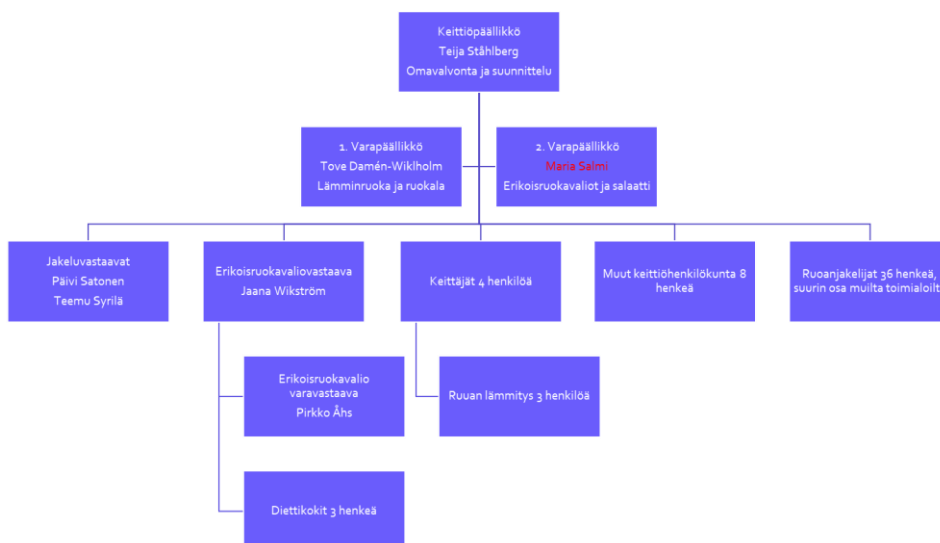 Keittiöpäällikkö
Teija Ståhlberg
Omavalvonta ja suunnittelu
1. Varapäällikkö
Tove Damén-Wiklholm
Lämminruoka ja ruokala
2. Varapäällikkö
Maria Salmi
Erikoisruokavaliot ja salaatti
Jakeluvastaavat
Päivi Satonen
Teemu Syrilä
Erikoisruokavaliovastaava
Jaana Wikström
Keittäjät 4 henkilöä
Muut keittiöhenkilökunta 8
henkeä
Ruoanjakelijat 36 henkeä,
suurin osa muilta toimialoilt
Erikoisruokavalio
varavastaava
Pirkko Åhs
Ruuan lämmitys 3 henkilöä
Diettikokit 3 henkeä